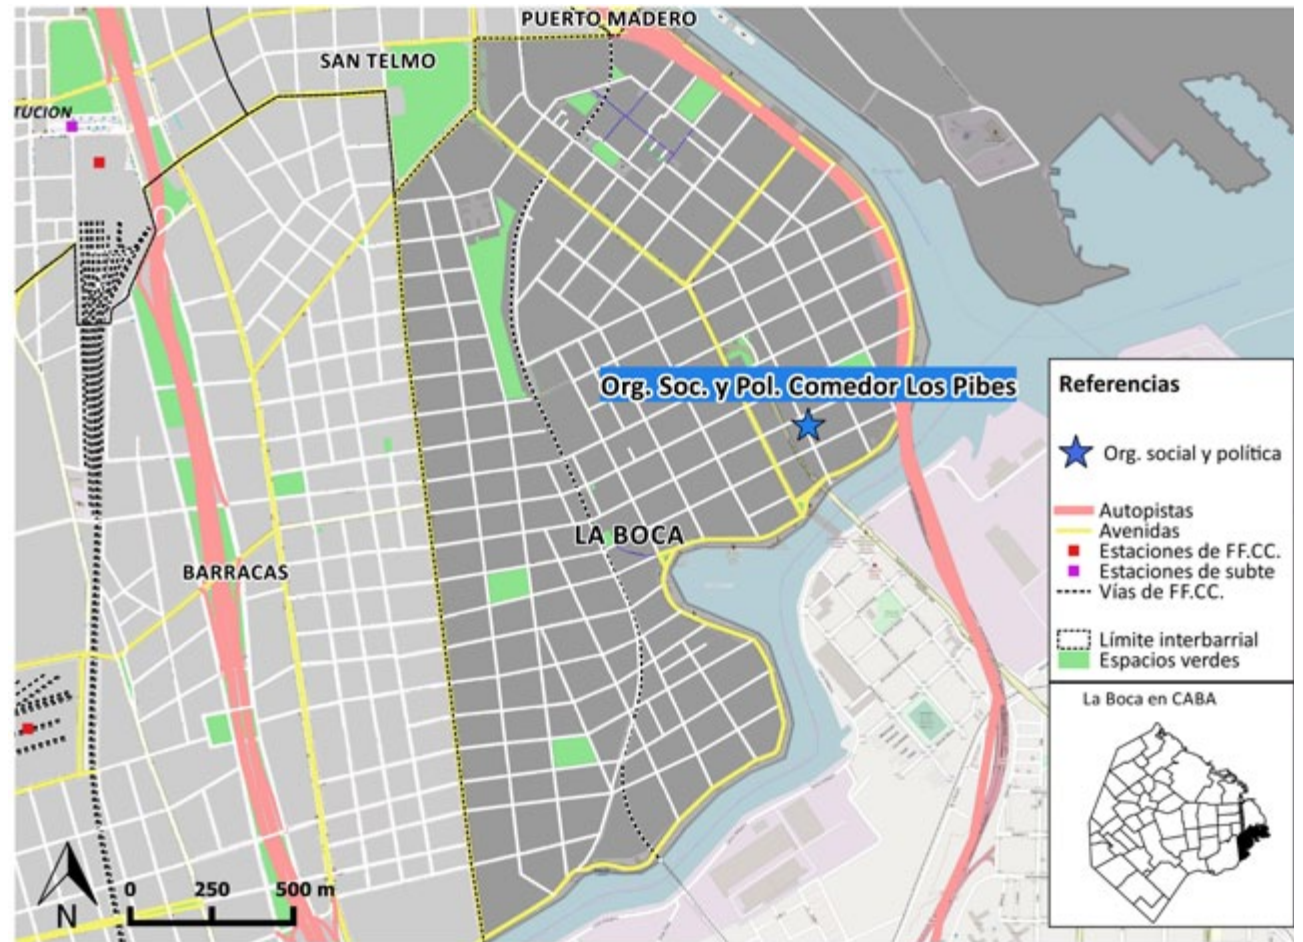 PUERTO MADERO
SAN TELMO
TUCION
Org. Soc. y Pol. Comedor Los Pibes
LA BOCA
BARRACAS
0 250 500 m
N
Referencias
Org. social y política
Autopistas
Avenidas
Estaciones de FF.CC.
Estaciones de subte
Vías de FF.CC.
Límite interbarrial
Espacios verdes
La Boca en CABA